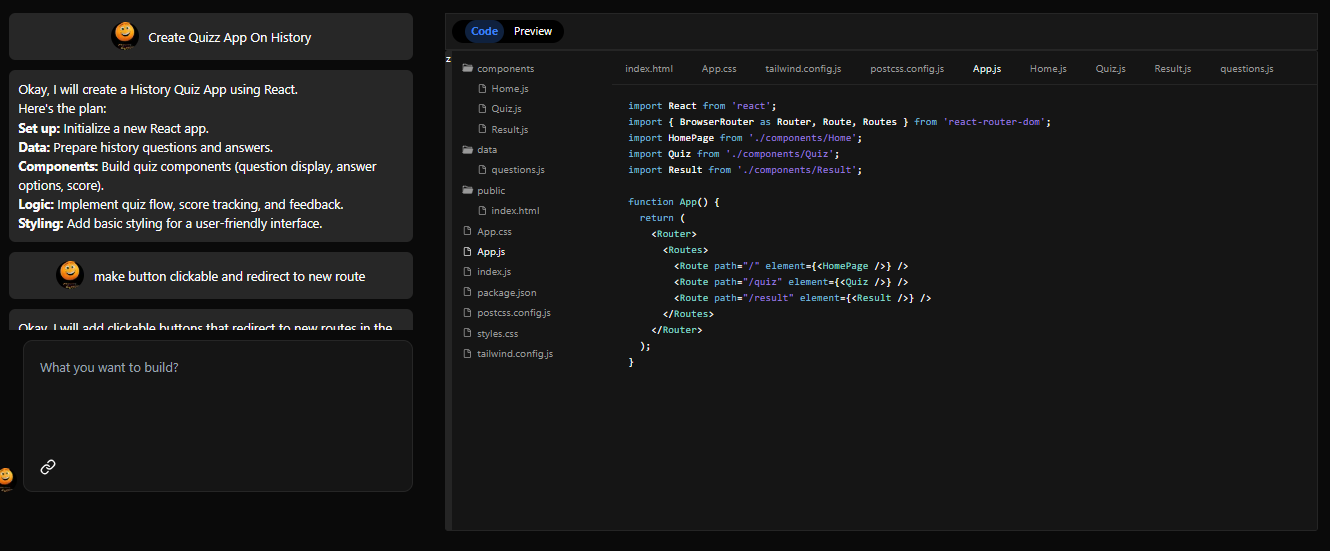 Create Quizz App On History
Okay, I will create a History Quiz App using React.
Here's the plan:
Set up: Initialize a new React app.
Data: Prepare history questions and answers.
Components: Build quiz components (question display, answer
options, score).
Logic: Implement quiz flow, score tracking, and feedback.
Styling: Add basic styling for a user-friendly interface.
make button clickable and redirect to new route
Okay, I will add clickable buttons that redirect to new routes in the
What you want to build?
Code Preview
z
components
Home.js
Quiz.js
Result.js
data
questions.js
public
index.html
App.css
App.js
index.js
package.json
postcss.config.js
styles.css
tailwind.config.js
index.html App.css tailwind.config.js postcss.config.js App.js Home.js Quiz.js Result.js questions.js
import React from 'react';
import { BrowserRouter as Router, Route, Routes } from 'react-router-dom';
import HomePage from './components/Home';
import Quiz from './components/Quiz';
import Result from './components/Result';
function App() {
return (
<Router>
<Routes>
<Route path="/" element={<HomePage />} />
<Route path="/quiz" element={<Quiz />} />
<Route path="/result" element={<Result />} />
</Routes>
</Router>
);
}